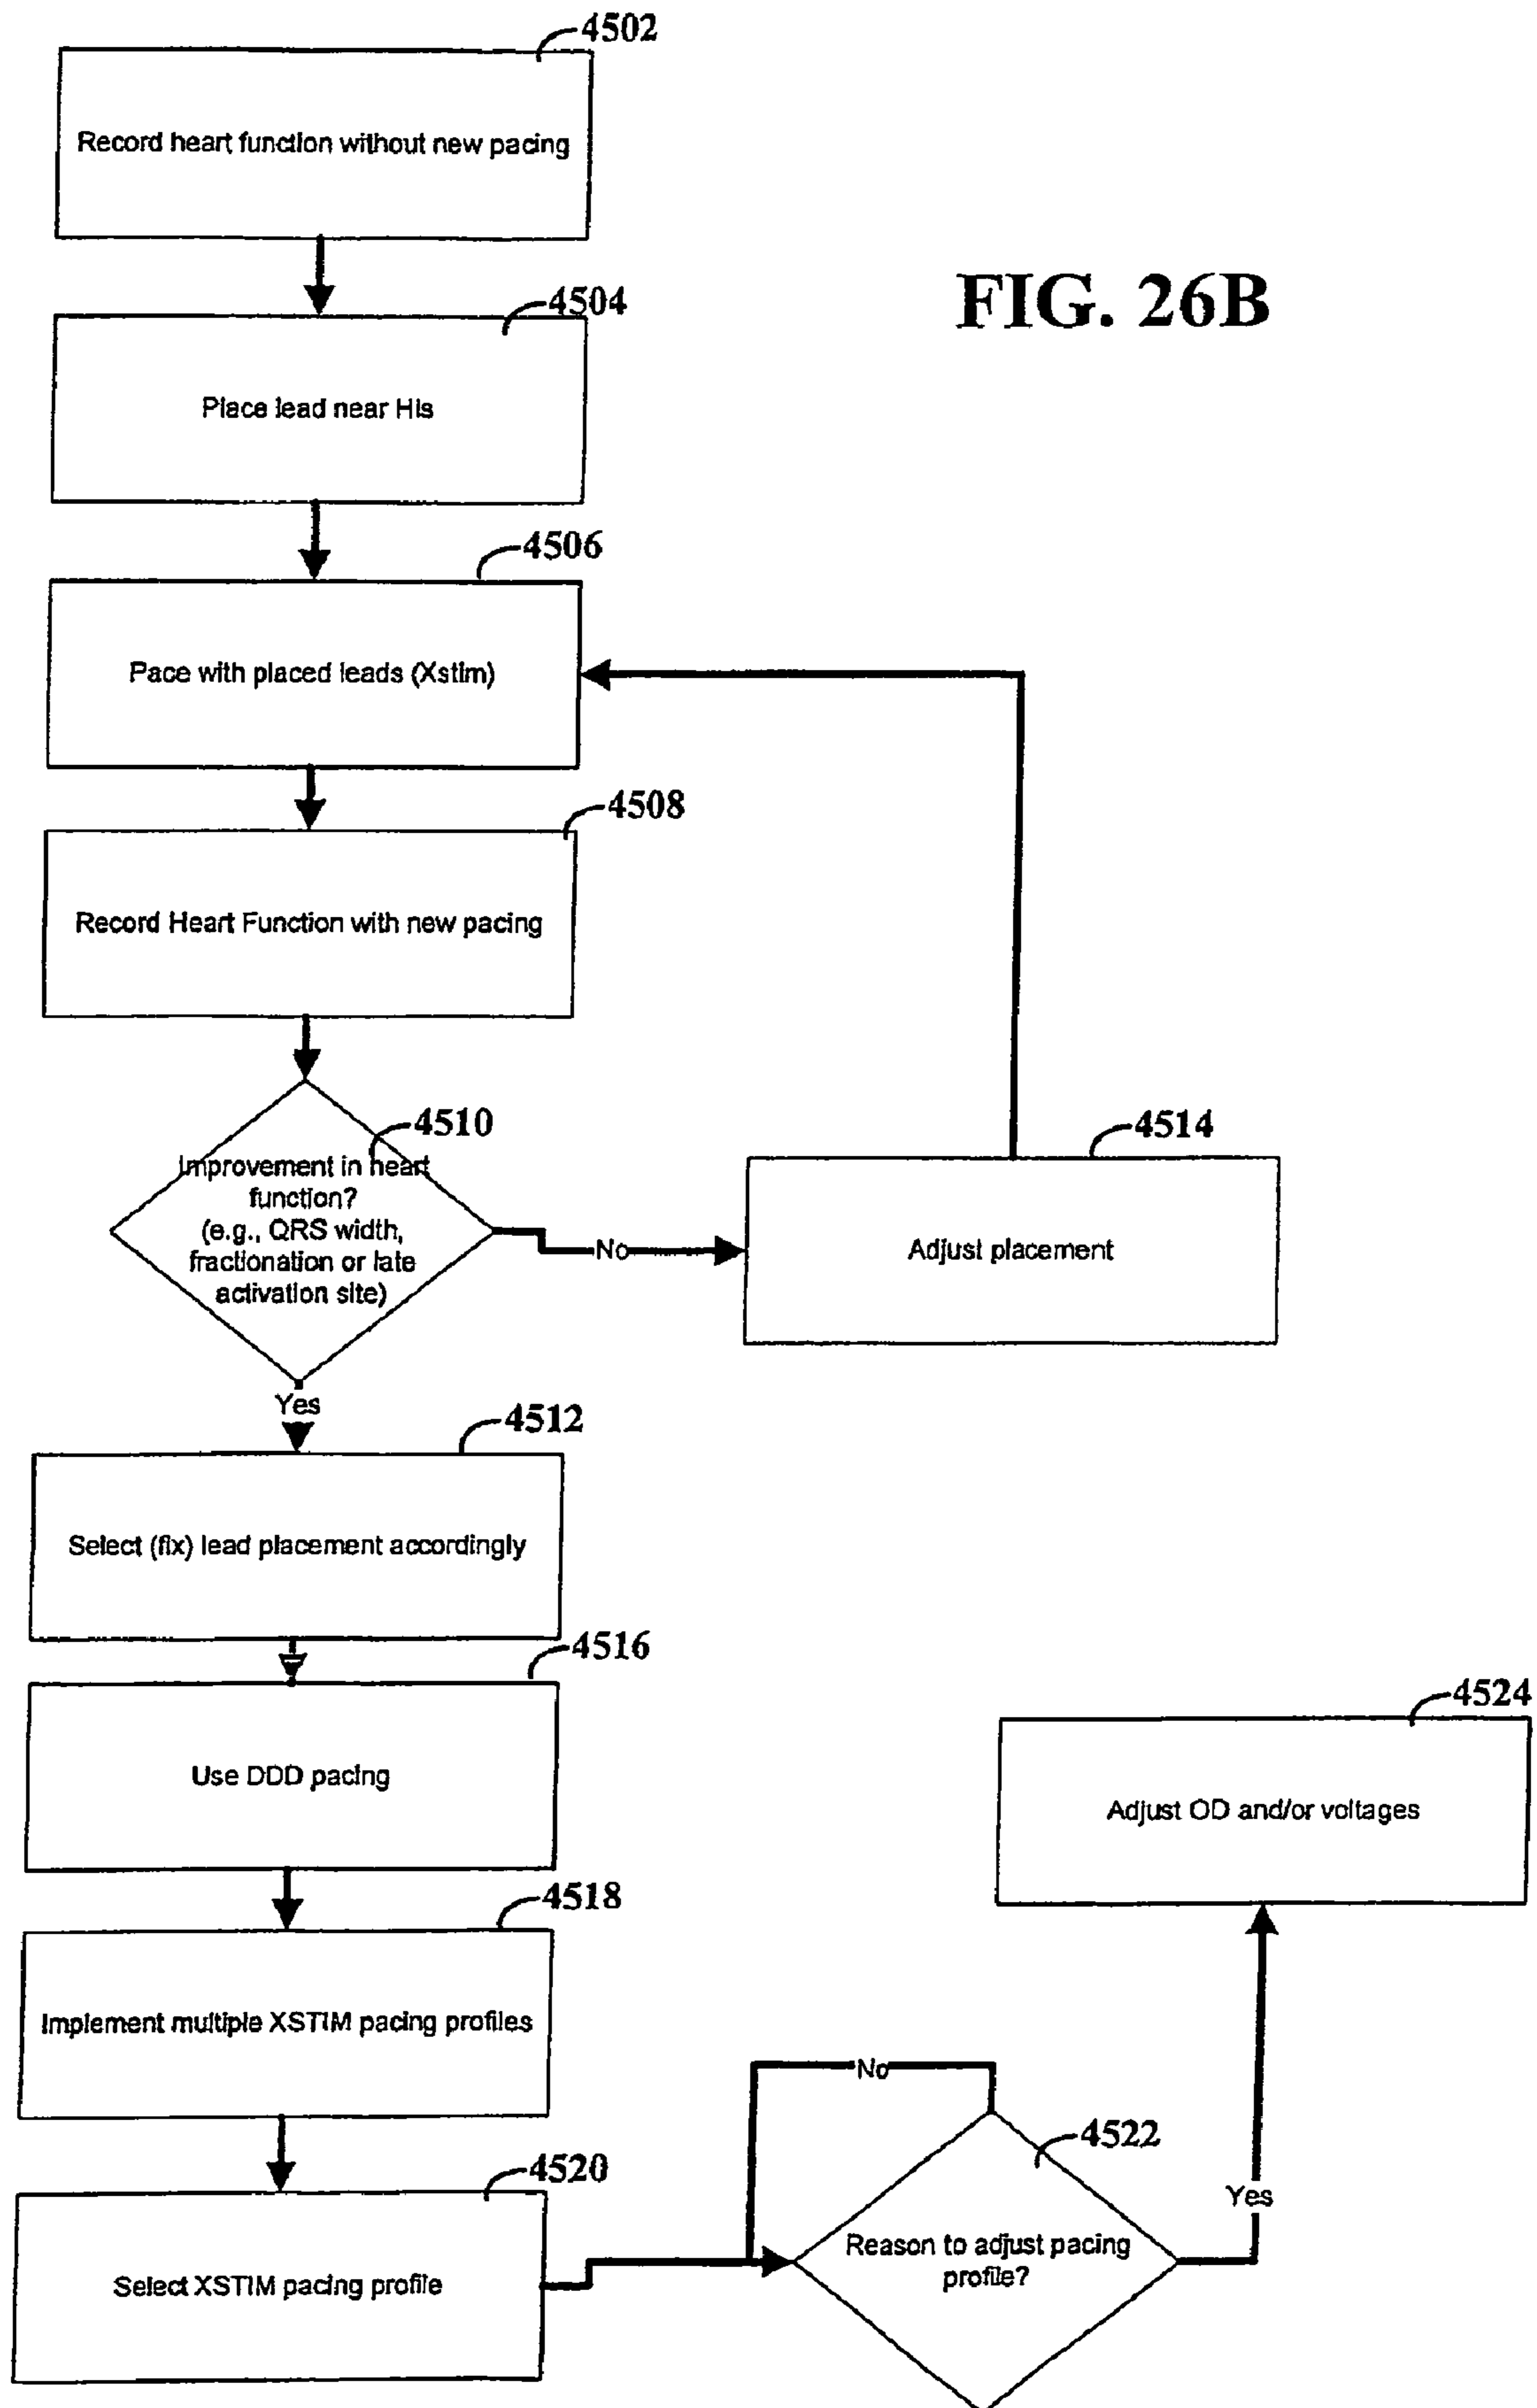 4502
Record heart function without new pacing
FIG. 26B
4504
Place lead near His
4506
Pace with placed leads (Xstim)
4508
Record Heart Function with new pacing
4510
Improvement in heart
function?
(e.g., QRS width,
fractionation or late
activation site)
No
4514
Adjust placement
Yes
4512
Select (fix) lead placement accordingly
4516
Use DDD pacing
4524
Adjust OD and/or voltages
4518
Implement multiple XSTIM pacing profiles
No
4522
Reason to adjust pacing
profile?
Yes
4520
Select XSTIM pacing profile